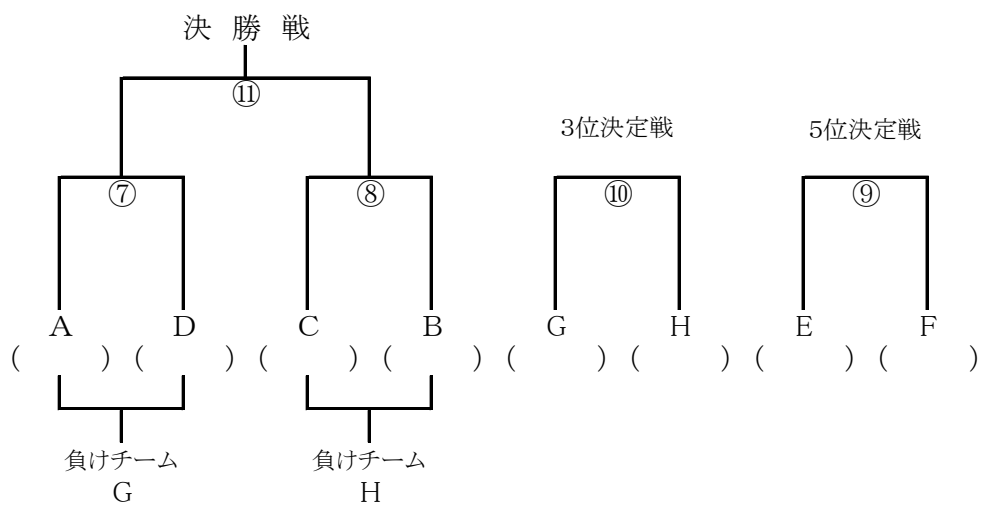 決 勝 戦
⑪
3位決定戦 5位決定戦
⑦ ⑧ ⑩ ⑨
A D C B G H E F
( ) ( ) ( ) ( ) ( ) ( ) ( ) ( )
負けチーム 負けチーム
G H